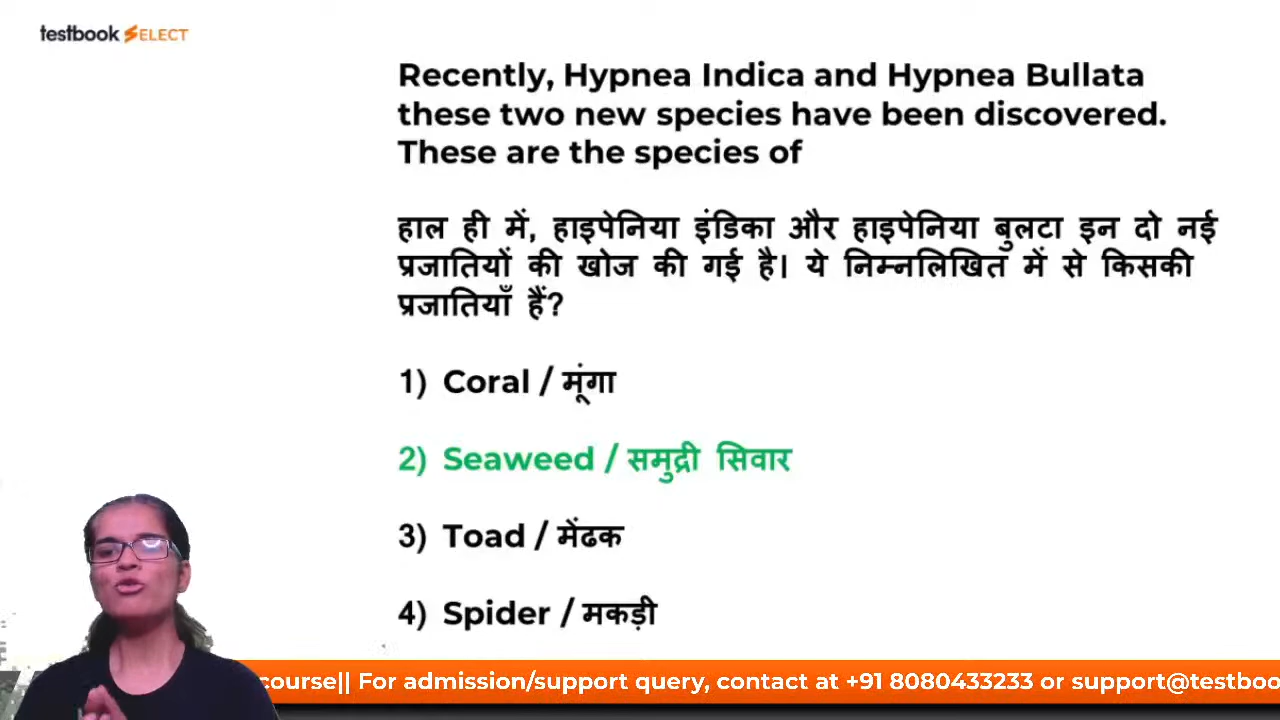 testbook SELECT
Recently, Hypnea Indica and Hypnea Bullata
these two new species have been discovered.
These are the species of
हाल ही में, हाइपेनिया इंडिका और हाइपेनिया बुलटा इन दो नई
प्रजातियों की खोज की गई है। ये निम्नलिखित में से किसकी
प्रजातियाँ हैं?
1) Coral / मूंगा
2) Seaweed / समुद्री सिवार
3) Toad / मेंढक
4) Spider / मकड़ी
course|| For admission/support query, contact at +91 8080433233 or support@testboo